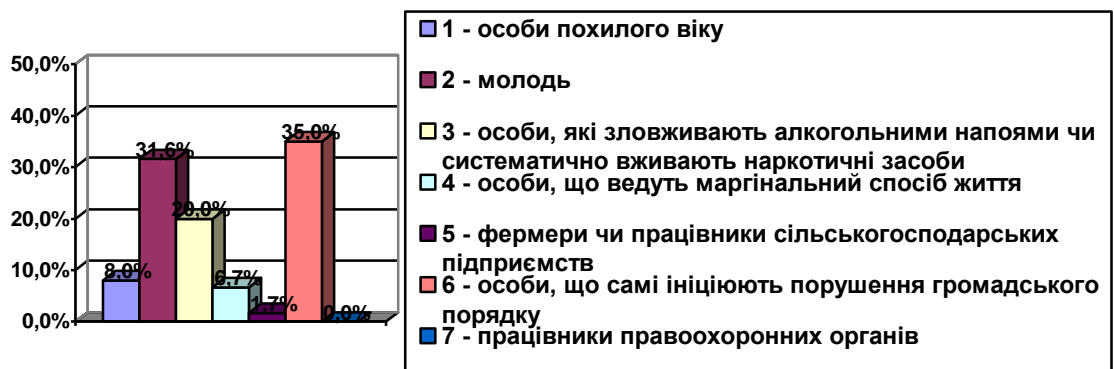 50,0%
40,0%
30,0%
20,0%
10,0%
0,0%
8,0%
31,6%
20,0%
6,7%
1,7%
35,0%
0,0%
1 - особи похилого віку
2 - молодь
3 - особи, які зловживають алкогольними напоями чи
систематично вживають наркотичні засоби
4 - особи, що ведуть маргінальний спосіб життя
5 - фермери чи працівники сільськогосподарських
підприємств
6 - особи, що самі ініціюють порушення громадського
порядку
7 - працівники правоохоронних органів